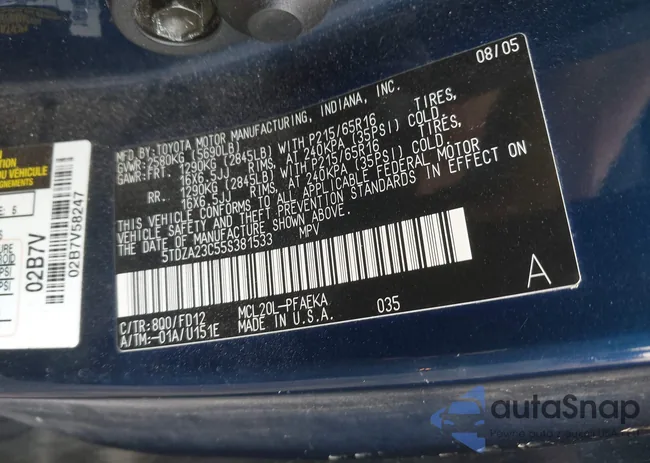 08/05
MFD.BY:TOYOTA MOTOR MANUFACTURING, INDIANA, INC.
GVWR:2580KG (5690LB)
GAWR:FRT. 1290KG (2845LB) WITH P215/65R16 TIRES,
16X6.5JJ RIMS, AT 240KPA (35PSI) COLD.
RR. 1290KG (2845LB) WITH P215/65R16 TIRES,
16X6.5JJ RIMS, AT 240KPA (35PSI) COLD.
THIS VEHICLE CONFORMS TO ALL APPLICABLE FEDERAL MOTOR
VEHICLE SAFETY STANDARDS IN EFFECT ON
THE DATE OF MANUFACTURE SHOWN ABOVE.
5TDZA23C55S381533 MPV
A
C/TR:8Q0/FD12 MCL20L-PFAEKA 035
A/TM:-01A/U151E MADE IN U.S.A.
DU VÉHICULE
02B7V
02B7V58247
autaSnap